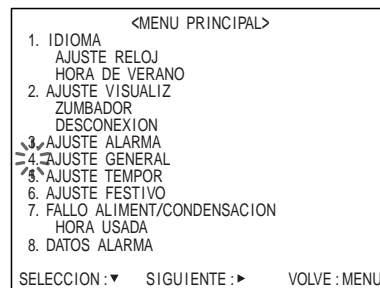 <MENU PRINCIPAL>
1. IDIOMA
AJUSTE RELOJ
HORA DE VERANO
2. AJUSTE VISUALIZ
ZUMBADOR
DESCONEXION
3. AJUSTE ALARMA
4. AJUSTE GENERAL
5. AJUSTE TEMPOR
6. AJUSTE FESTIVO
7. FALLO ALIMENT/CONDENSACION
HORA USADA
8. DATOS ALARMA
SELECCION : ▼ SIGUIENTE : ► VOLVE : MENU